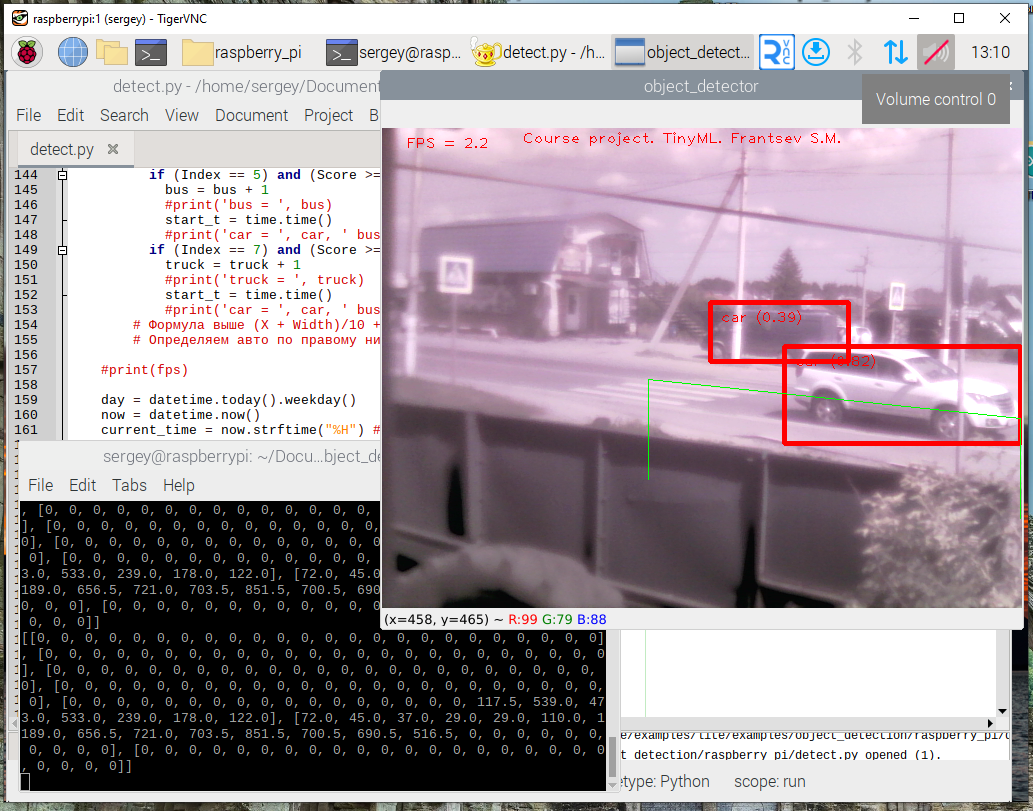 raspberrypi:1 (sergey) - TigerVNC
raspberry_pi
sergey@rasp...
detect.py - /h...
object_detect...
13:10
detect.py - /home/sergey/Document
object_detector
Volume control 0
File Edit Search View Document Project B
detect.py
144 if (Index == 5) and (Score >=
145 bus = bus + 1
146 #print('bus = ', bus)
147 start_t = time.time()
148 #print('car = ', car, ' bus
149 if (Index == 7) and (Score >=
150 truck = truck + 1
151 #print('truck = ', truck)
152 start_t = time.time()
153 #print('car = ', car, ' bus
154 # Формула выше (X + Width)/10 +
155 # Определяем авто по правому ни
156
157 #print(fps)
158
159 day = datetime.today().weekday()
160 now = datetime.now()
161 current_time = now.strftime("%H") #
FPS = 2.2
Course project. TinyML. Frantsev S.M.
car (0.39)
car (0.82)
(x=458, y=465) ~ R:99 G:79 B:88
sergey@raspberrypi: ~/Docu...bject_de
File Edit Tabs Help
, [0, 0, 0, 0, 0, 0, 0, 0, 0, 0, 0, 0, 0,
], [0, 0, 0, 0, 0, 0, 0, 0, 0, 0, 0, 0, 0,
0], [0, 0, 0, 0, 0, 0, 0, 0, 0, 0, 0, 0,
0], [0, 0, 0, 0, 0, 0, 0, 0, 0, 0, 0, 0,
3.0, 533.0, 239.0, 178.0, 122.0], [72.0, 45.0
189.0, 656.5, 721.0, 703.5, 851.5, 700.5, 690
, 0, 0, 0], [0, 0, 0, 0, 0, 0, 0, 0, 0, 0,
, 0, 0, 0, 0]]
[[0, 0, 0, 0, 0, 0, 0, 0, 0, 0, 0, 0, 0, 0, 0, 0, 0, 0, 0, 0, 0, 0, 0, 0]
, [0, 0, 0, 0, 0, 0, 0, 0, 0, 0, 0, 0, 0, 0, 0, 0, 0, 0, 0, 0, 0, 0, 0, 0
], [0, 0, 0, 0, 0, 0, 0, 0, 0, 0, 0, 0, 0, 0, 0, 0, 0, 0, 0, 0, 0, 0, 0,
0], [0, 0, 0, 0, 0, 0, 0, 0, 0, 0, 0, 0, 0, 0, 0, 0, 0, 0, 0, 0, 0, 0, 0,
0], [0, 0, 0, 0, 0, 0, 0, 0, 0, 0, 0, 0, 0, 0, 0, 0, 117.5, 539.0, 47
3.0, 533.0, 239.0, 178.0, 122.0], [72.0, 45.0, 37.0, 29.0, 29.0, 110.0, 1
189.0, 656.5, 721.0, 703.5, 851.5, 700.5, 690.5, 516.5, 0, 0, 0, 0, 0, 0
, 0, 0, 0, 0], [0, 0, 0, 0, 0, 0, 0, 0, 0, 0, 0, 0, 0, 0, 0, 0, 0, 0, 0
, 0, 0, 0, 0]]
e/examples/lite/examples/object_detection/raspberry_pi/d
t_detection/raspberry_pi/detect.py opened (1).
etype: Python scope: run